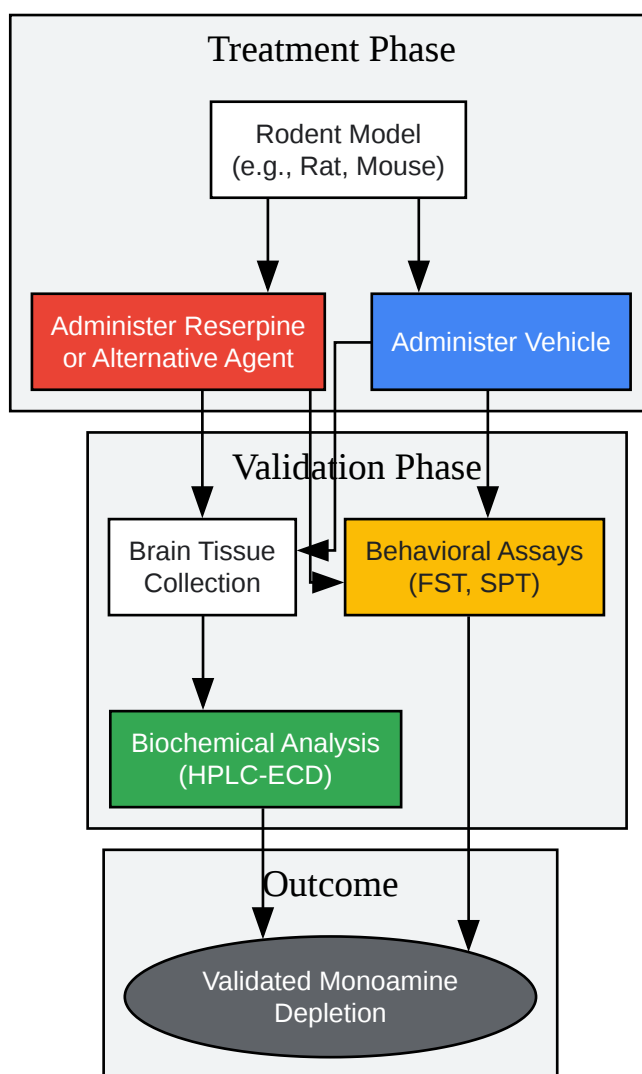 Treatment Phase
Rodent Model
(e.g., Rat, Mouse)
Administer Reserpine
or Alternative Agent
Administer Vehicle
Validation Phase
Brain Tissue
Collection
Behavioral Assays
(FST, SPT)
Biochemical Analysis
(HPLC-ECD)
Outcome
Validated Monoamine
Depletion